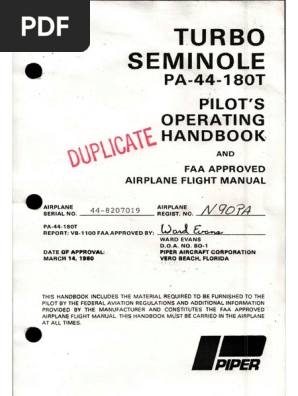 PDF
TURBO
SEMINOLE
PA-44-180T
PILOT'S
OPERATING
HANDBOOK
DUPLICATE
AND
FAA APPROVED
AIRPLANE FLIGHT MANUAL
AIRPLANE SERIAL NO. 44-8207019 AIRPLANE REGIST. NO. N90PA
PA-44-180T
REPORT: VB-1100 FAA APPROVED BY: Ward Evans
WARD EVANS
D.O.A. NO. SO-1
DATE OF APPROVAL: PIPER AIRCRAFT CORPORATION
MARCH 14, 1980 VERO BEACH, FLORIDA
THIS HANDBOOK INCLUDES THE MATERIAL REQUIRED TO BE FURNISHED TO THE
PILOT BY THE FEDERAL AVIATION REGULATIONS AND ADDITIONAL INFORMATION
PROVIDED BY THE MANUFACTURER AND CONSTITUTES THE FAA APPROVED
AIRPLANE FLIGHT MANUAL. THIS HANDBOOK MUST BE CARRIED IN THE AIRPLANE
AT ALL TIMES.
PIPER